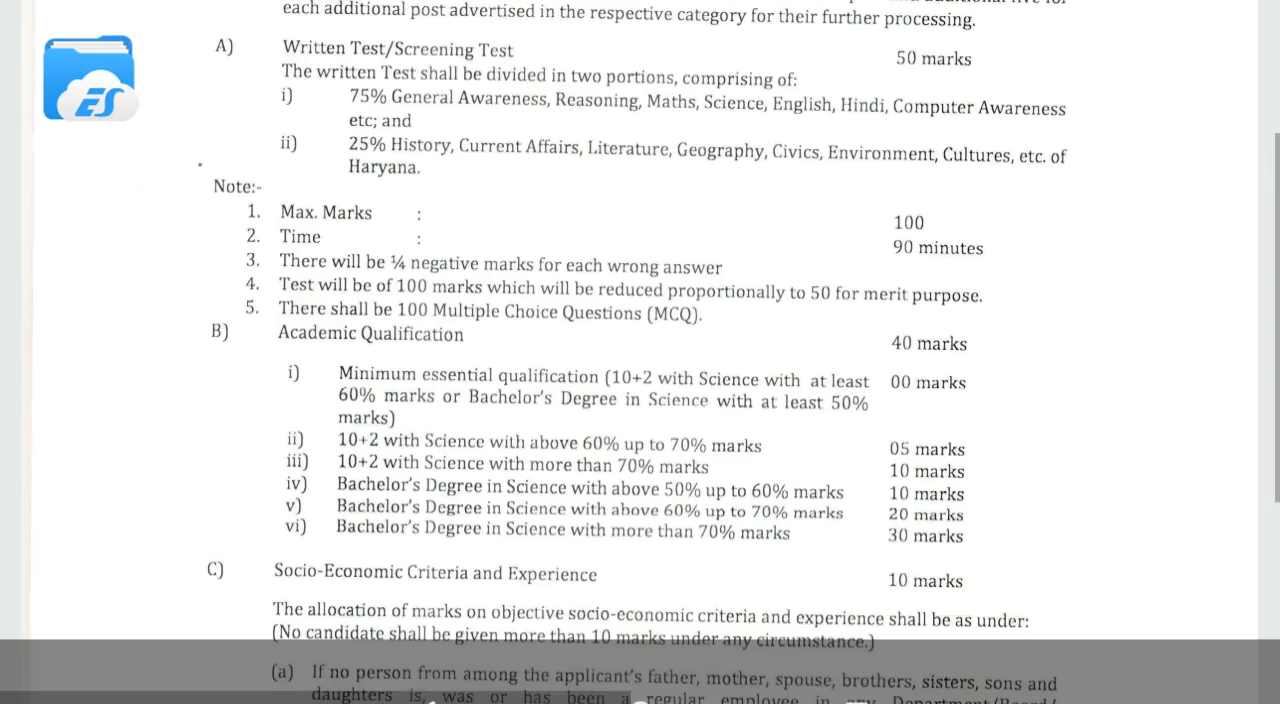 each additional post advertised in the respective category for their further processing.
ES
A) Written Test/Screening Test 50 marks
The written Test shall be divided in two portions, comprising of:
i) 75% General Awareness, Reasoning, Maths, Science, English, Hindi, Computer Awareness
etc; and
ii) 25% History, Current Affairs, Literature, Geography, Civics, Environment, Cultures, etc. of
Haryana.
Note:-
1. Max. Marks : 100
2. Time : 90 minutes
3. There will be ¼ negative marks for each wrong answer
4. Test will be of 100 marks which will be reduced proportionally to 50 for merit purpose.
5. There shall be 100 Multiple Choice Questions (MCQ).
B) Academic Qualification 40 marks
i) Minimum essential qualification (10+2 with Science with at least 00 marks
60% marks or Bachelor's Degree in Science with at least 50%
marks)
ii) 10+2 with Science with above 60% up to 70% marks 05 marks
iii) 10+2 with Science with more than 70% marks 10 marks
iv) Bachelor's Degree in Science with above 50% up to 60% marks 10 marks
v) Bachelor's Degree in Science with above 60% up to 70% marks 20 marks
vi) Bachelor's Degree in Science with more than 70% marks 30 marks
C) Socio-Economic Criteria and Experience 10 marks
The allocation of marks on objective socio-economic criteria and experience shall be as under:
(No candidate shall be given more than 10 marks under any circumstance.)
(a) If no person from among the applicant's father, mother, spouse, brothers, sisters, sons and
daughters is, was or has been a regular employee in any Department/Board/